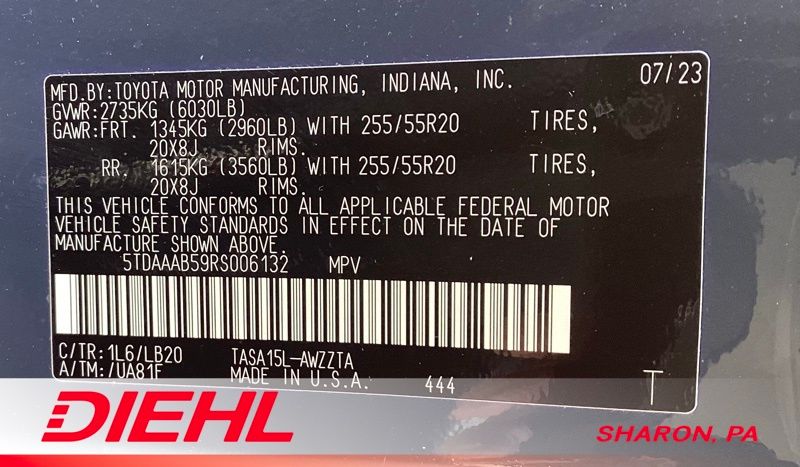 MFD.BY:TOYOTA MOTOR MANUFACTURING, INDIANA, INC. 07/23
GVWR:2735KG (6030LB)
GAWR:FRT. 1345KG (2960LB) WITH 255/55R20 TIRES,
20X8J RIMS.
RR. 1615KG (3560LB) WITH 255/55R20 TIRES,
20X8J RIMS.
THIS VEHICLE CONFORMS TO ALL APPLICABLE FEDERAL MOTOR
VEHICLE SAFETY STANDARDS IN EFFECT ON THE DATE OF
MANUFACTURE SHOWN ABOVE.
5TDAAAB59RS006132 MPV
C/TR:1L6/LB20 TASA15L-AWZZTA
A/TM:/UA81F MADE IN U.S.A. 444 T
DIEHL
SHARON, PA